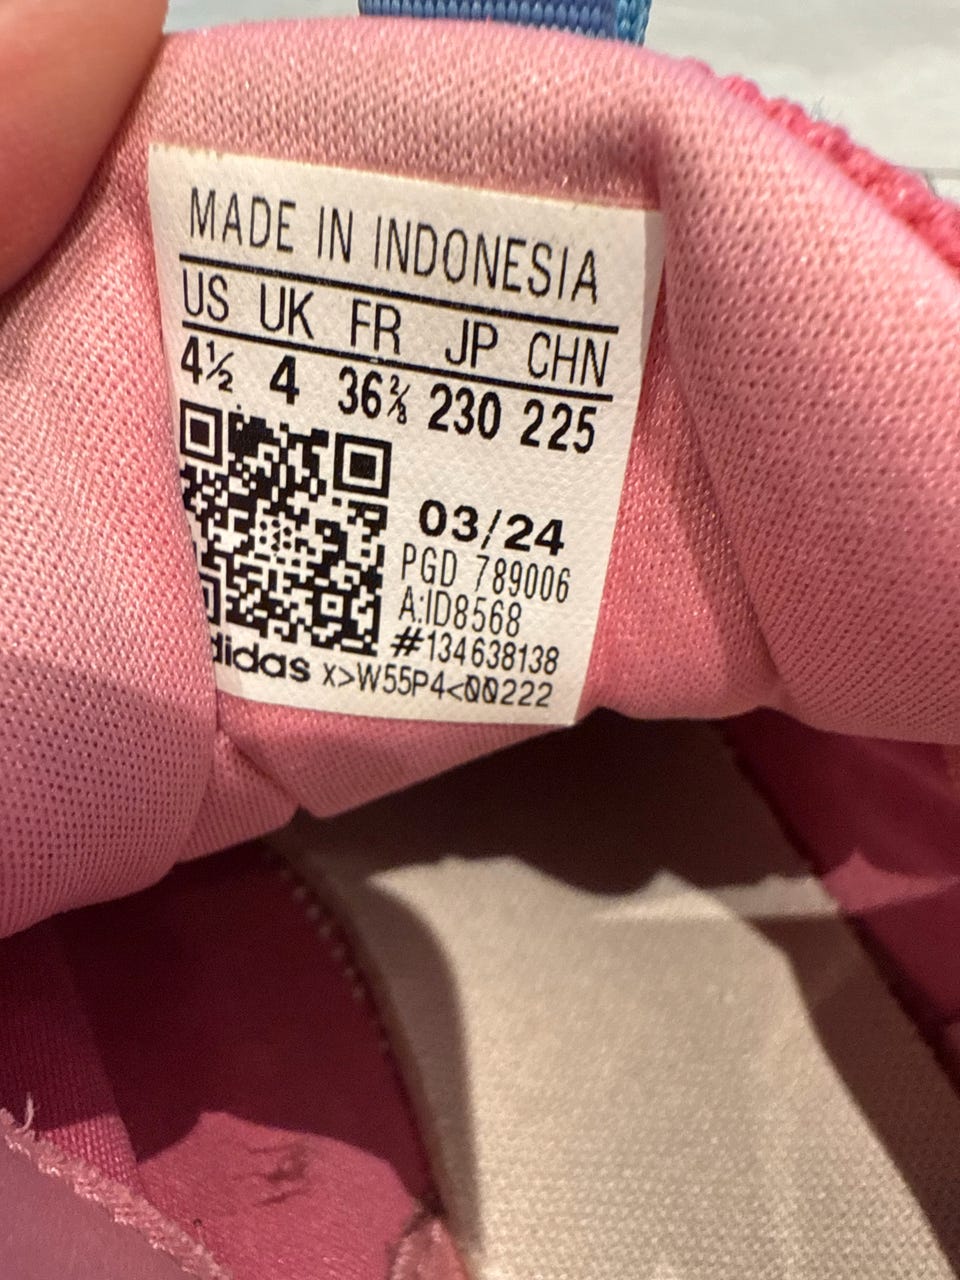 MADE IN INDONESIA
US UK FR JP CHN
4½ 4 36⅔ 230 225
03/24
PGD 789006
A:ID8568
#134638138
adidas x>W55P4<00222